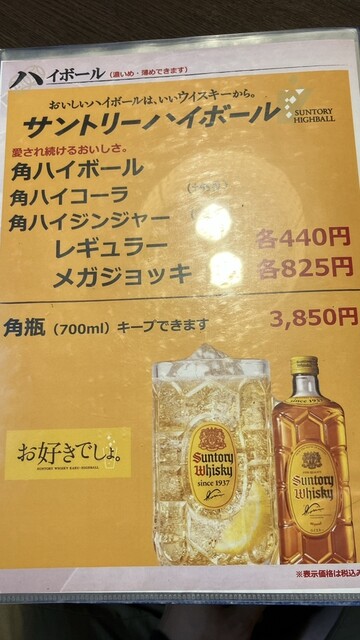 ハイボール（濃いめ・薄めできます）
おいしいハイボールは、いいウイスキーから。
サントリーハイボール
SUNTORY
HIGHBALL
愛され続けるおいしさ。
角ハイボール
角ハイコーラ
角ハイジンジャー
レギュラー 各440円
メガジョッキ 各825円
角瓶（700ml）キープできます 3,850円
お好きでしょ。
SUNTORY WHISKY KAKU-HIGHBALL
Suntory
Whisky
since 1937
Suntory
Whisky
※表示価格は税込み